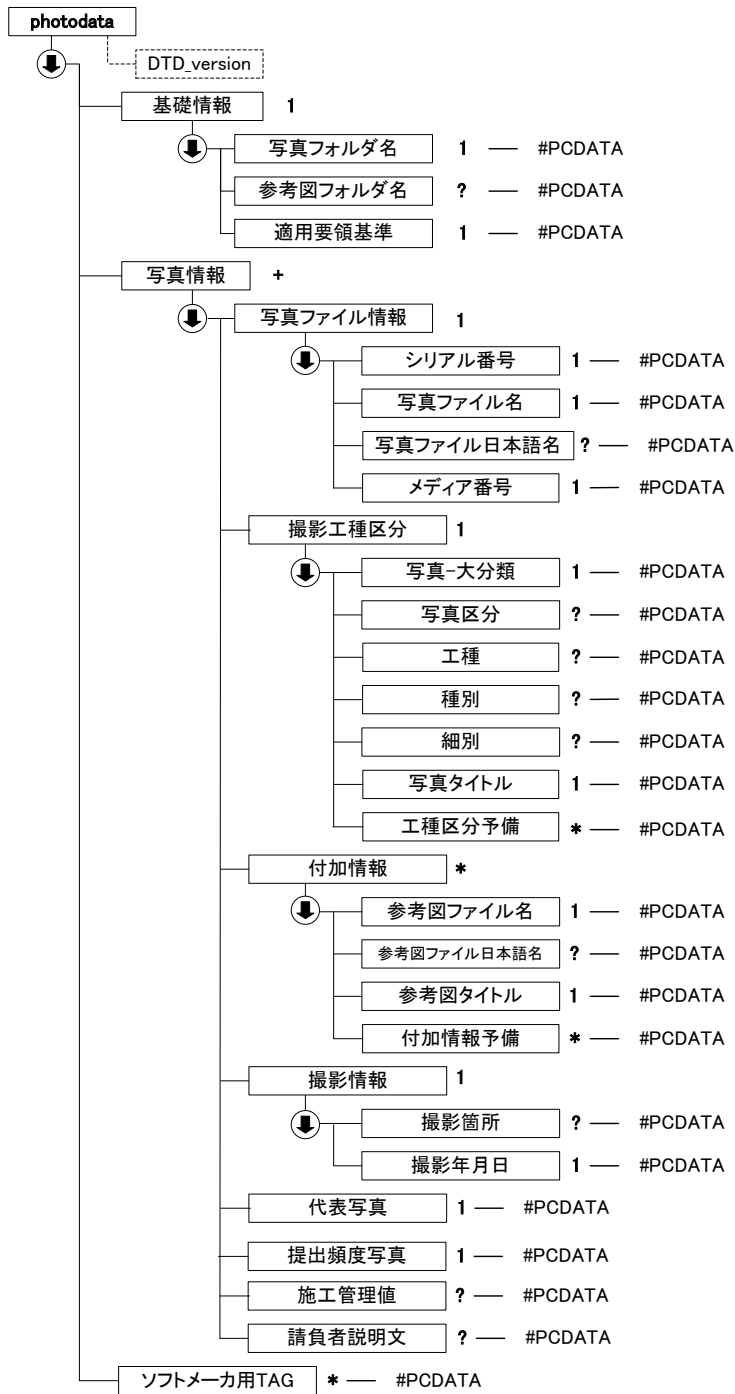 photodata
DTD_version
基礎情報 1
写真フォルダ名 1 #PCDATA
参考図フォルダ名 ? #PCDATA
適用要領基準 1 #PCDATA
写真情報 +
写真ファイル情報 1
シリアル番号 1 #PCDATA
写真ファイル名 1 #PCDATA
写真ファイル日本語名 ? #PCDATA
メディア番号 1 #PCDATA
撮影工種区分 1
写真-大分類 1 #PCDATA
写真区分 ? #PCDATA
工種 ? #PCDATA
種別 ? #PCDATA
細別 ? #PCDATA
写真タイトル 1 #PCDATA
工種区分予備 * #PCDATA
付加情報 *
参考図ファイル名 1 #PCDATA
参考図ファイル日本語名 ? #PCDATA
参考図タイトル 1 #PCDATA
付加情報予備 * #PCDATA
撮影情報 1
撮影箇所 ? #PCDATA
撮影年月日 1 #PCDATA
代表写真 1 #PCDATA
提出頻度写真 1 #PCDATA
施工管理値 ? #PCDATA
請負者説明文 ? #PCDATA
ソフトメーカ用TAG * #PCDATA